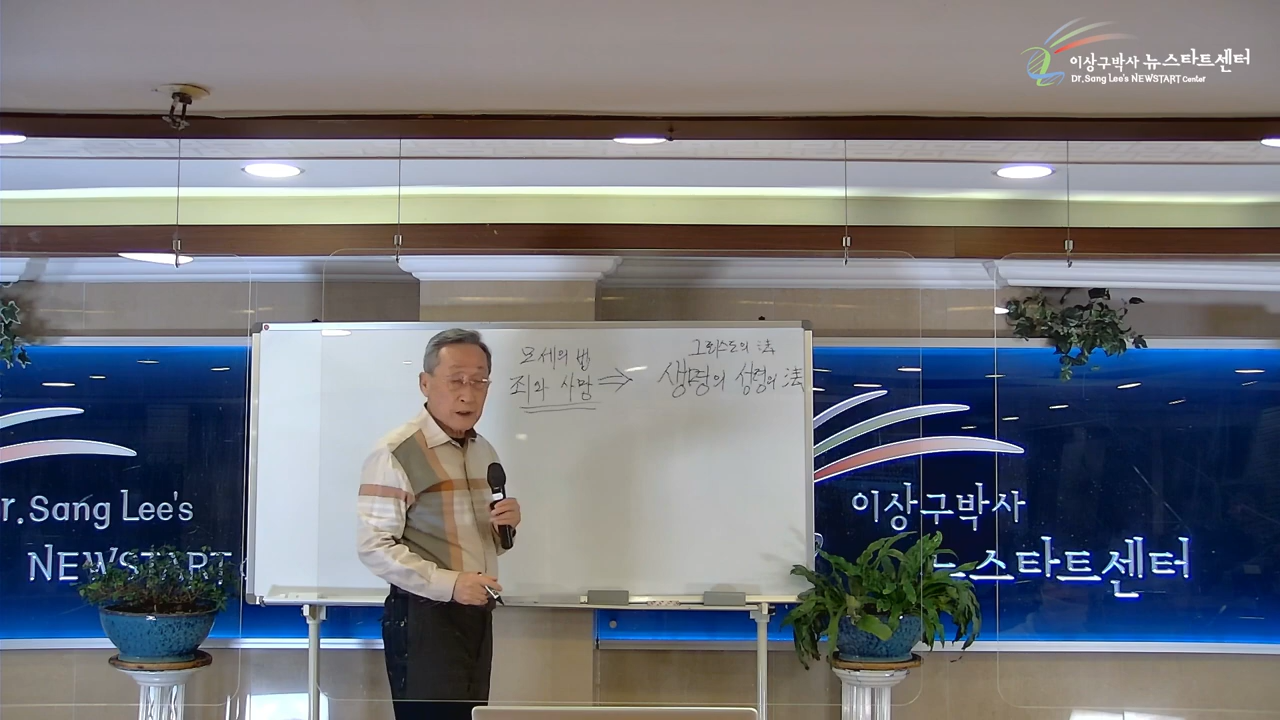 이상구박사 뉴스타트센터
Dr. Sang Lee's NEWSTART Center
모세의 법
죄와 사망 ⇒
그리스도의 法
생명의 성령의 法
r. Sang Lee's
NEWSTART
이상구박사
뉴스타트센터